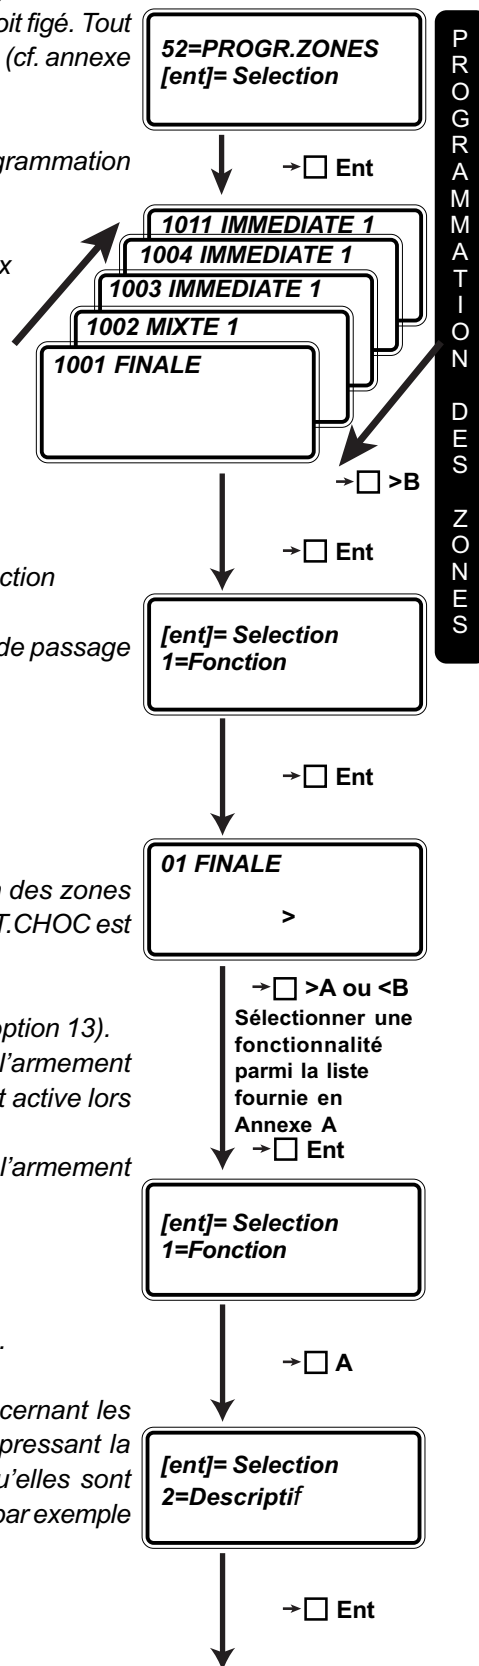 oit figé. Tout
(cf. annexe
52=PROGR.ZONES
[ent]= Selection
grammation
→□ Ent
x
1011 IMMEDIATE 1
1004 IMMEDIATE 1
1003 IMMEDIATE 1
1002 MIXTE 1
1001 FINALE
→□ >B
→□ Ent
ction
de passage
[ent]= Selection
1=Fonction
→□ Ent
01 FINALE
>
n des zones
T.CHOC est
→□ >A ou <B
Sélectionner une
fonctionnalité
parmi la liste
fournie en
Annexe A
→□ Ent
option 13).
l'armement
t active lors
l'armement
[ent]= Selection
1=Fonction
.
→□ A
cernant les
pressant la
u'elles sont
par exemple
[ent]= Selection
2=Descriptif
→□ Ent
PROGRAMMATION DES ZONES